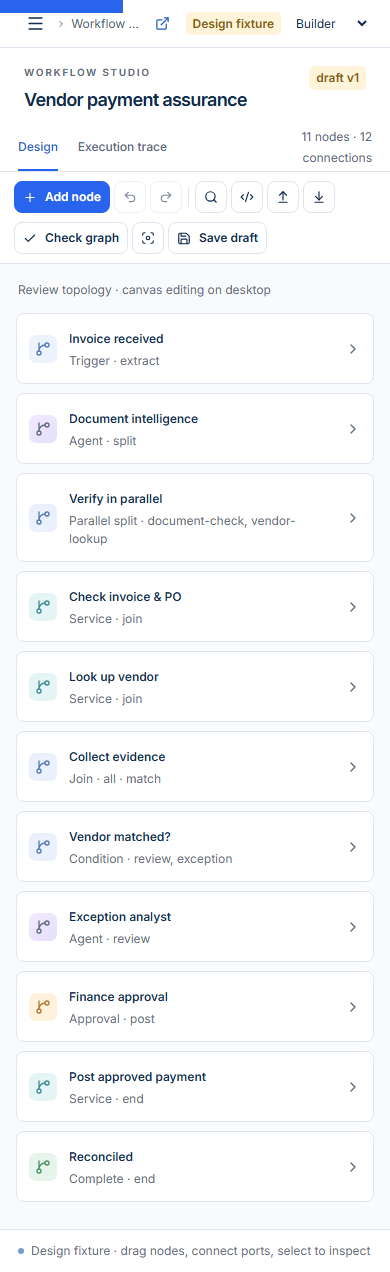 Workflow ...
Design fixture
Builder
WORKFLOW STUDIO
draft v1
Vendor payment assurance
Design
Execution trace
11 nodes · 12
connections
Add node
Check graph
Save draft
Review topology · canvas editing on desktop
Invoice received
Trigger · extract
Document intelligence
Agent · split
Verify in parallel
Parallel split · document-check, vendor-
lookup
Check invoice & PO
Service · join
Look up vendor
Service · join
Collect evidence
Join · all · match
Vendor matched?
Condition · review, exception
Exception analyst
Agent · review
Finance approval
Approval · post
Post approved payment
Service · end
Reconciled
Complete · end
Design fixture · drag nodes, connect ports, select to inspect